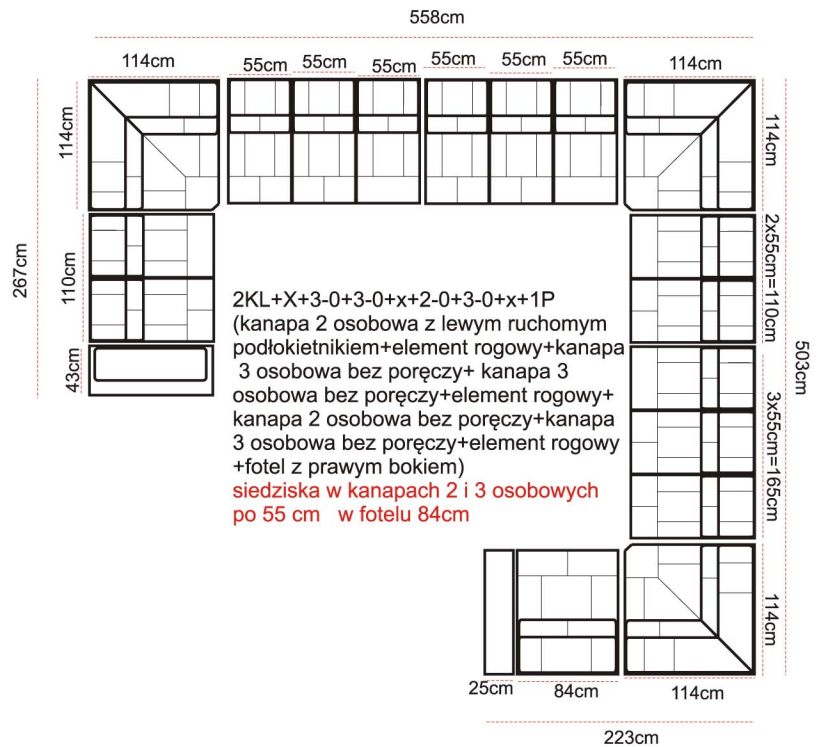 558cm
114cm
55cm
55cm
55cm
55cm
55cm
55cm
114cm
114cm
114cm
267cm
110cm
2x55cm=110cm
43cm
503cm
3x55cm=165cm
2KL+X+3-0+3-0+x+2-0+3-0+x+1P
(kanapa 2 osobowa z lewym ruchomym
podłokietnikiem+element rogowy+kanapa
3 osobowa bez poręczy+ kanapa 3
osobowa bez poręczy+element rogowy+
kanapa 2 osobowa bez poręczy+kanapa
3 osobowa bez poręczy+element rogowy
+fotel z prawym bokiem)
siedziska w kanapach 2 i 3 osobowych
po 55 cm w fotelu 84cm
114cm
25cm
84cm
114cm
223cm